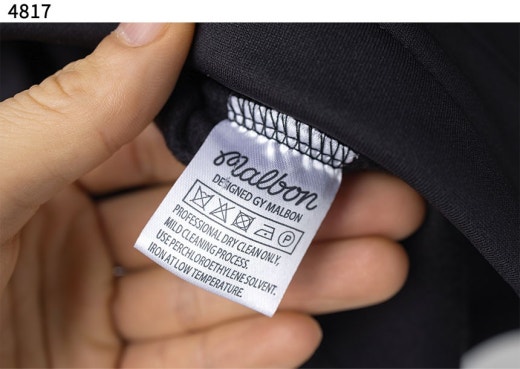 4817
Malbon
DESIGNED GY MALBON
P
PROFESSIONAL DRY CLEAN ONLY,
MILD CLEANING PROCESS.
USE PERCHLOROETHYLENE SOLVENT.
IRON AT LOW TEMPERATURE.